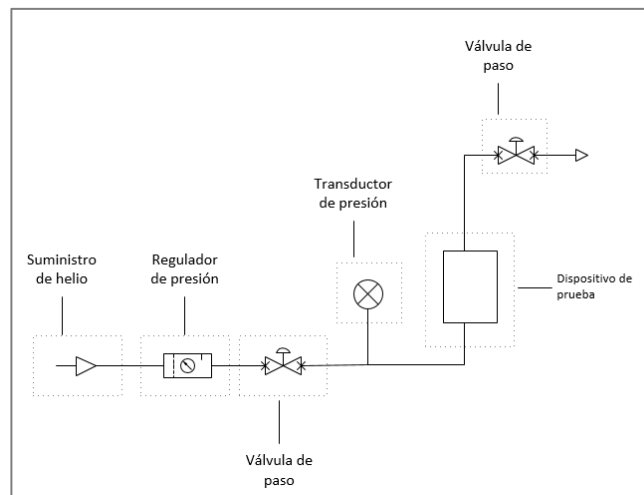 Válvula de
paso
Transductor
de presión
Suministro
de helio
Regulador
de presión
Dispositivo de
prueba
Válvula de
paso